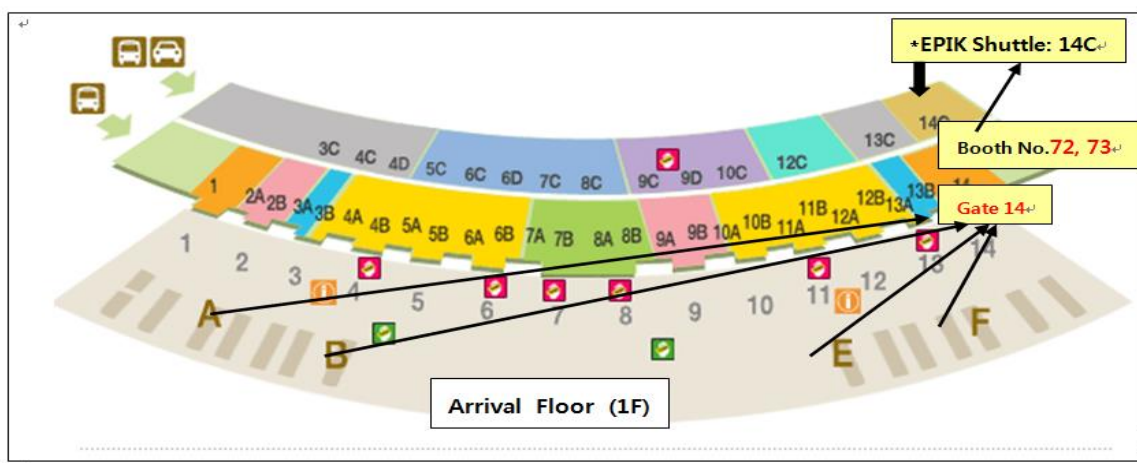 *EPIK Shuttle: 14C
Booth No.72, 73
Gate 14
3C 4C 4D 5C 6C 6D 7C 8C 9C 9D 10C 12C 13C 14C
1 2A 2B 3A 3B 4A 4B 5A 5B 6A 6B 7A 7B 8A 8B 9A 9B 10A 10B 11A 11B 12A 12B 13A 13B 14
1 2 3 4 5 6 7 8 9 10 11 12 13 14
A B E F
Arrival Floor (1F)